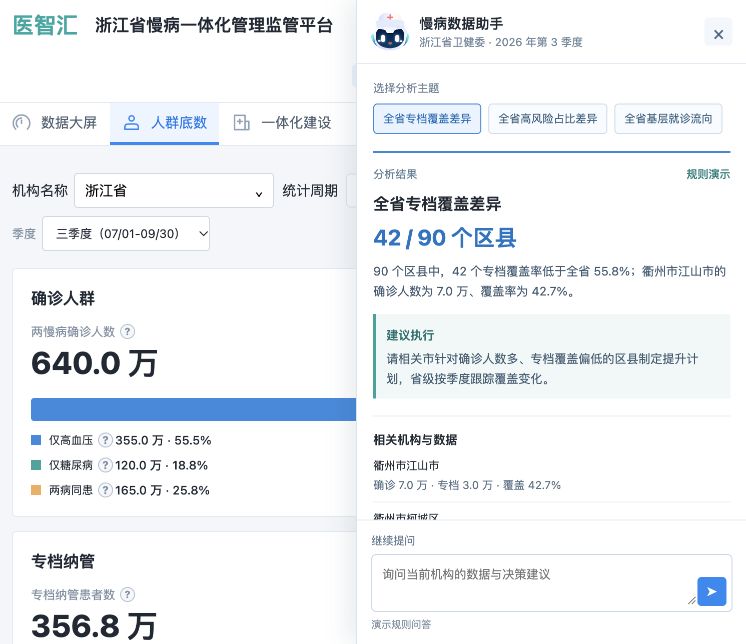 医智汇
浙江省慢病一体化管理监管平台
数据大屏
人群底数
一体化建设
机构名称
浙江省
统计周期
季度
三季度（07/01-09/30）
确诊人群
两慢病确诊人数 ?
640.0 万
仅高血压 ? 355.0 万 · 55.5%
仅糖尿病 ? 120.0 万 · 18.8%
两病同患 ? 165.0 万 · 25.8%
专档纳管
专档纳管患者数 ?
356.8 万
慢病数据助手
浙江省卫健委 · 2026 年第 3 季度
选择分析主题
全省专档覆盖差异
全省高风险占比差异
全省基层就诊流向
分析结果
规则演示
全省专档覆盖差异
42 / 90 个区县
90 个区县中，42 个专档覆盖率低于全省 55.8%；衢州市江山市的
确诊人数为 7.0 万、覆盖率为 42.7%。
建议执行
请相关市针对确诊人数多、专档覆盖偏低的区县制定提升计
划，省级按季度跟踪覆盖变化。
相关机构与数据
衢州市江山市
确诊 7.0 万 · 专档 3.0 万 · 覆盖 42.7%
衢州市柯城区
继续提问
询问当前机构的数据与决策建议
演示规则问答